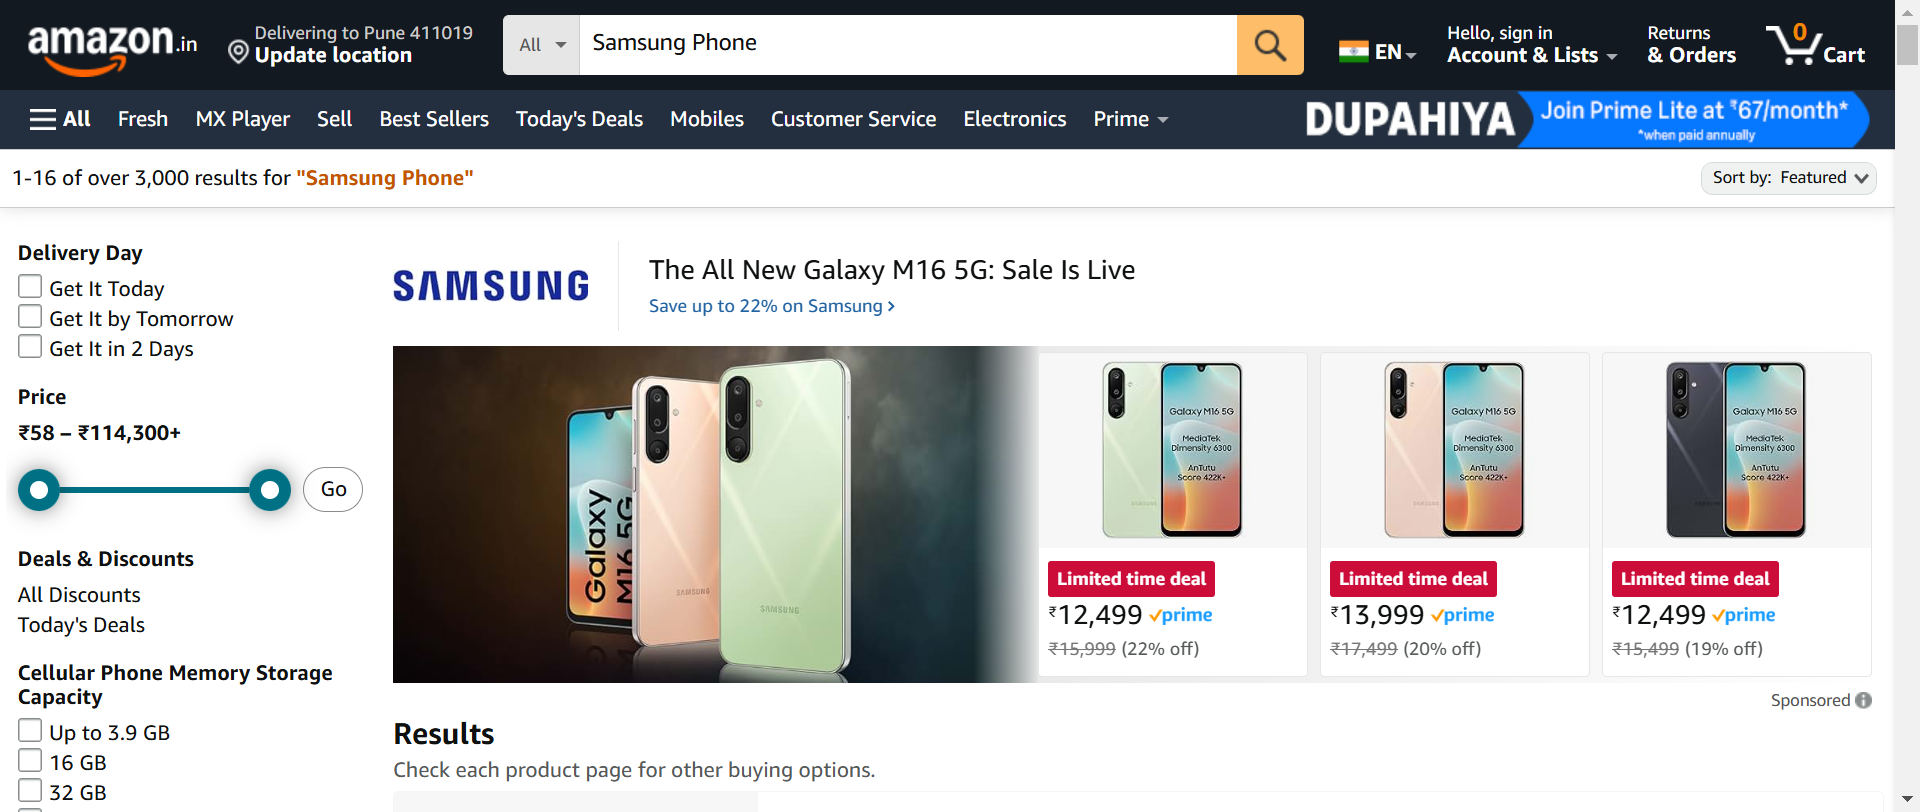 amazon.in
Delivering to Pune 411019
Update location
All
Samsung Phone
EN
Hello, sign in
Account & Lists
Returns
& Orders
0
Cart
All
Fresh
MX Player
Sell
Best Sellers
Today's Deals
Mobiles
Customer Service
Electronics
Prime
DUPAHIYA
Join Prime Lite at ₹67/month*
*when paid annually
1-16 of over 3,000 results for "Samsung Phone"
Sort by: Featured
Delivery Day
Get It Today
Get It by Tomorrow
Get It in 2 Days
Price
₹58 – ₹114,300+
Go
Deals & Discounts
All Discounts
Today's Deals
Cellular Phone Memory Storage
Capacity
Up to 3.9 GB
16 GB
32 GB
SAMSUNG
The All New Galaxy M16 5G: Sale Is Live
Save up to 22% on Samsung
Galaxy
M16 5G
SAMSUNG
SAMSUNG
Galaxy M16 5G
MediaTek
Dimensity 6300
AnTuTu
Score 422K+
SAMSUNG
Limited time deal
₹12,499 prime
₹15,999 (22% off)
Galaxy M16 5G
MediaTek
Dimensity 6300
AnTuTu
Score 422K+
SAMSUNG
Limited time deal
₹13,999 prime
₹17,499 (20% off)
Galaxy M16 5G
MediaTek
Dimensity 6300
AnTuTu
Score 422K+
Limited time deal
₹12,499 prime
₹15,499 (19% off)
Sponsored
Results
Check each product page for other buying options.